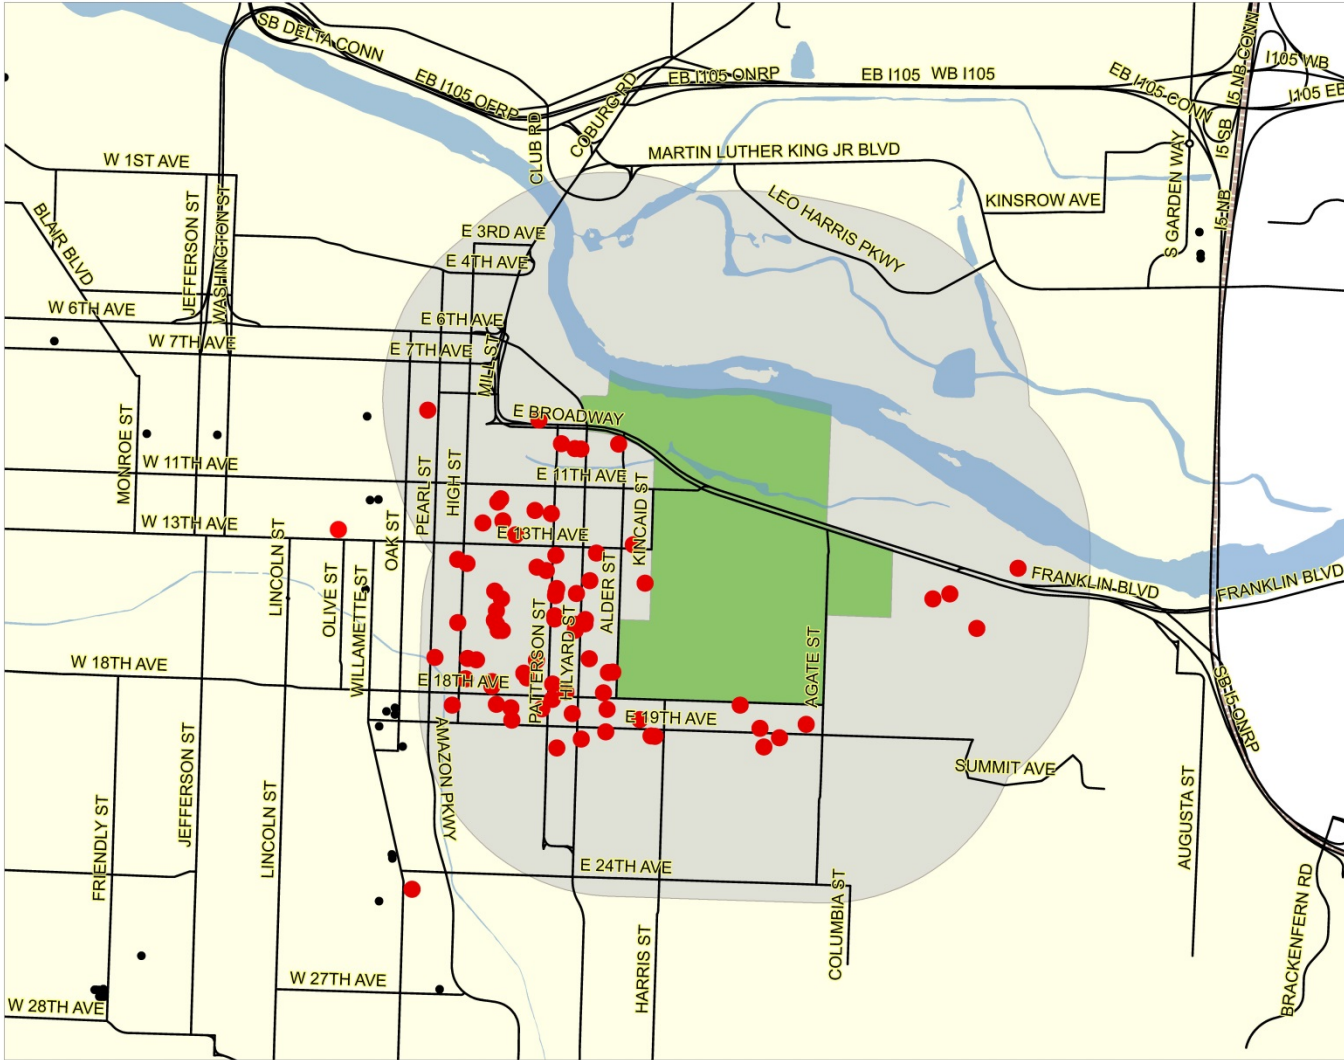 SB DELTA CONN
EB I105 OFRP
CLUB RD
COBURG RD
EB I105 ONRP
EB I105
WB I105
EB I105 CONN
I5 NB CONN
I105 WB
I105 EB
I5 SB
I5 NB
W 1ST AVE
MARTIN LUTHER KING JR BLVD
LEO HARRIS PKWY
KINSROW AVE
S GARDEN WAY
BLAIR BLVD
JEFFERSON ST
WASHINGTON ST
E 3RD AVE
E 4TH AVE
W 6TH AVE
E 6TH AVE
W 7TH AVE
E 7TH AVE
MILL ST
E BROADWAY
MONROE ST
W 11TH AVE
PEARL ST
HIGH ST
E 11TH AVE
KINCAID ST
W 13TH AVE
OAK ST
E 13TH AVE
LINCOLN ST
OLIVE ST
WILLAMETTE ST
PATTERSON ST
HILYARD ST
ALDER ST
AGATE ST
FRANKLIN BLVD
FRANKLIN BLVD
W 18TH AVE
E 18TH AVE
E 19TH AVE
SB I5 ONRP
AMAZON PKWY
SUMMIT AVE
JEFFERSON ST
LINCOLN ST
FRIENDLY ST
AUGUSTA ST
E 24TH AVE
COLUMBIA ST
HARRIS ST
BRACKENFERN RD
W 27TH AVE
W 28TH AVE